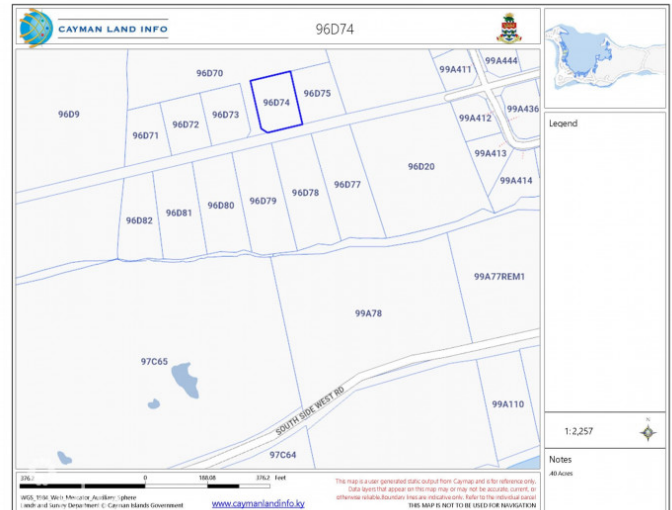 CAYMAN LAND INFO
96D74
96D70
99A411
99A444
96D9
96D74
96D75
96D73
96D72
96D71
99A412
99A436
99A413
99A414
96D20
96D77
96D78
96D79
96D80
96D81
96D82
99A77REM1
99A78
97C65
SOUTH SIDE WEST RD
99A110
97C64
Legend
1: 2,257
N
Notes
.40 Acres
376.2
0
188.08
376.2 Feet
WGS_1984_Web_Mercator_Auxiliary_Sphere
Lands and Survey Department © Cayman Islands Government
www.caymanlandinfo.ky
This map is a user generated static output from Caymap and is for reference only.
Data layers that appear on this map may or may not be accurate, current, or
otherwise reliable.Boundary lines are indicative only. Refer to the individual parcel
THIS MAP IS NOT TO BE USED FOR NAVIGATION